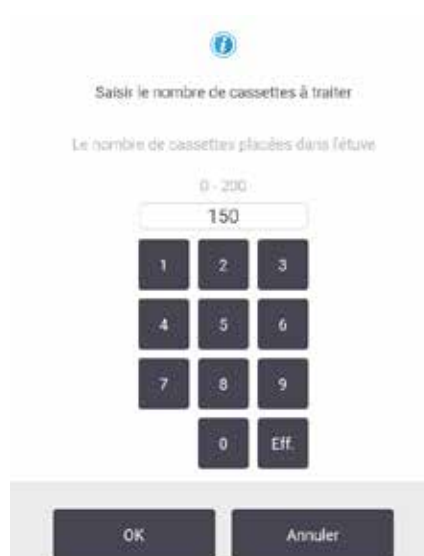 i
Saisir le nombre de cassettes à traiter
Le nombre de cassettes placées dans l'étuve
0 - 200
150
1 2 3
4 5 6
7 8 9
0 Eff.
OK Annuler